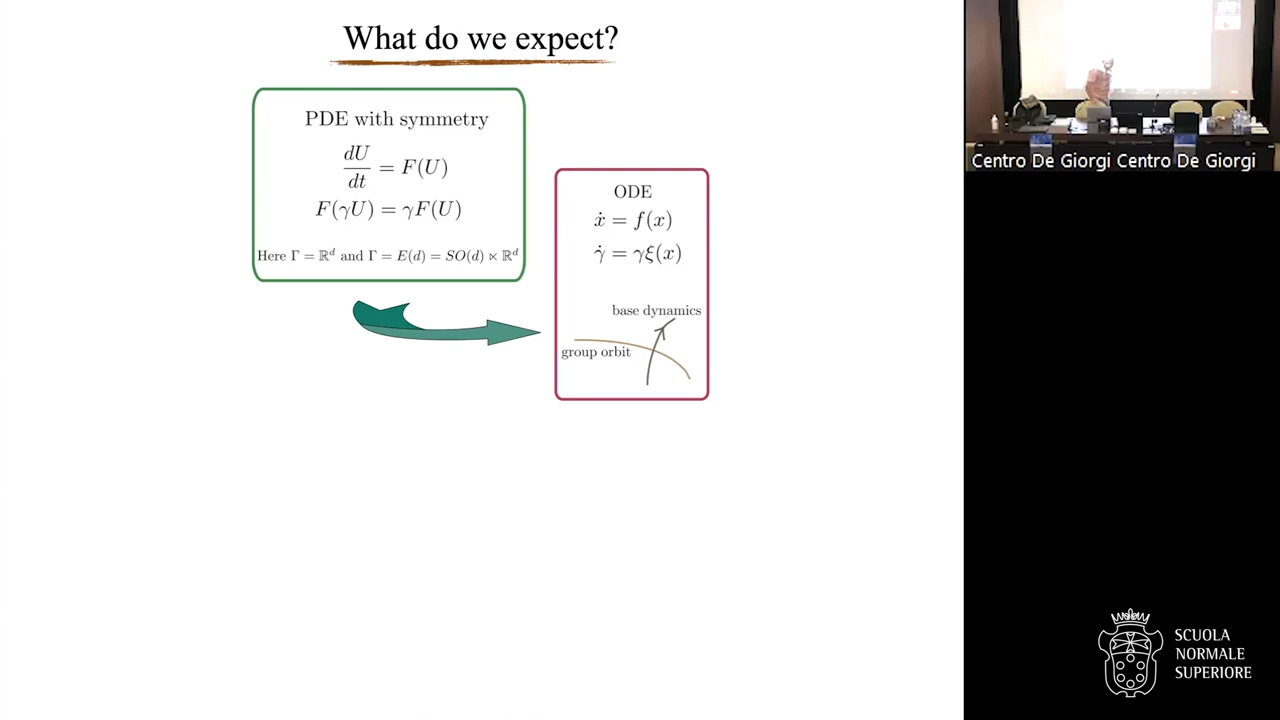 What do we expect?
PDE with symmetry
dU/dt = F(U)
F(γU) = γF(U)
Here Γ = ℝ^d and Γ = E(d) = SO(d) ⋉ ℝ^d
ODE
ẋ = f(x)
γ̇ = γξ(x)
base dynamics
group orbit
Centro De Giorgi Centro De Giorgi
SCUOLA
NORMALE
SUPERIORE